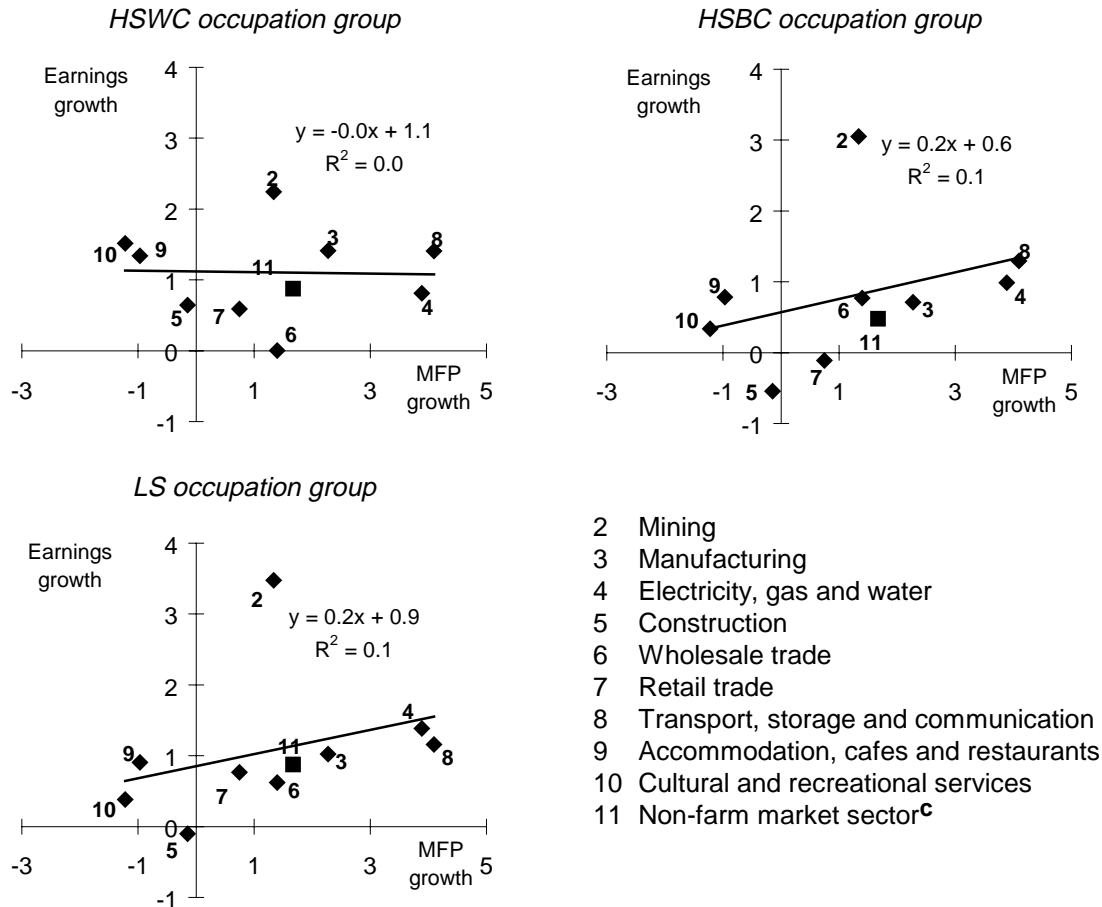 HSWC occupation group
Earnings
growth
4
3
2
1
0
-1
-3
-1
1
3
5
y = -0.0x + 1.1
R² = 0.0
2
3
8
10
9
11
5
7
4
6
MFP
growth
HSBC occupation group
Earnings
growth
4
3
2
1
0
-1
-3
-1
1
3
5
2
y = 0.2x + 0.6
R² = 0.1
8
9
6
3
4
10
11
7
5
MFP
growth
LS occupation group
Earnings
growth
4
3
2
1
0
-1
-3
-1
1
3
5
2
y = 0.2x + 0.9
R² = 0.1
4
9
11
3
8
7
6
10
5
MFP
growth
2 Mining
3 Manufacturing
4 Electricity, gas and water
5 Construction
6 Wholesale trade
7 Retail trade
8 Transport, storage and communication
9 Accommodation, cafes and restaurants
10 Cultural and recreational services
11 Non-farm market sectorᶜ